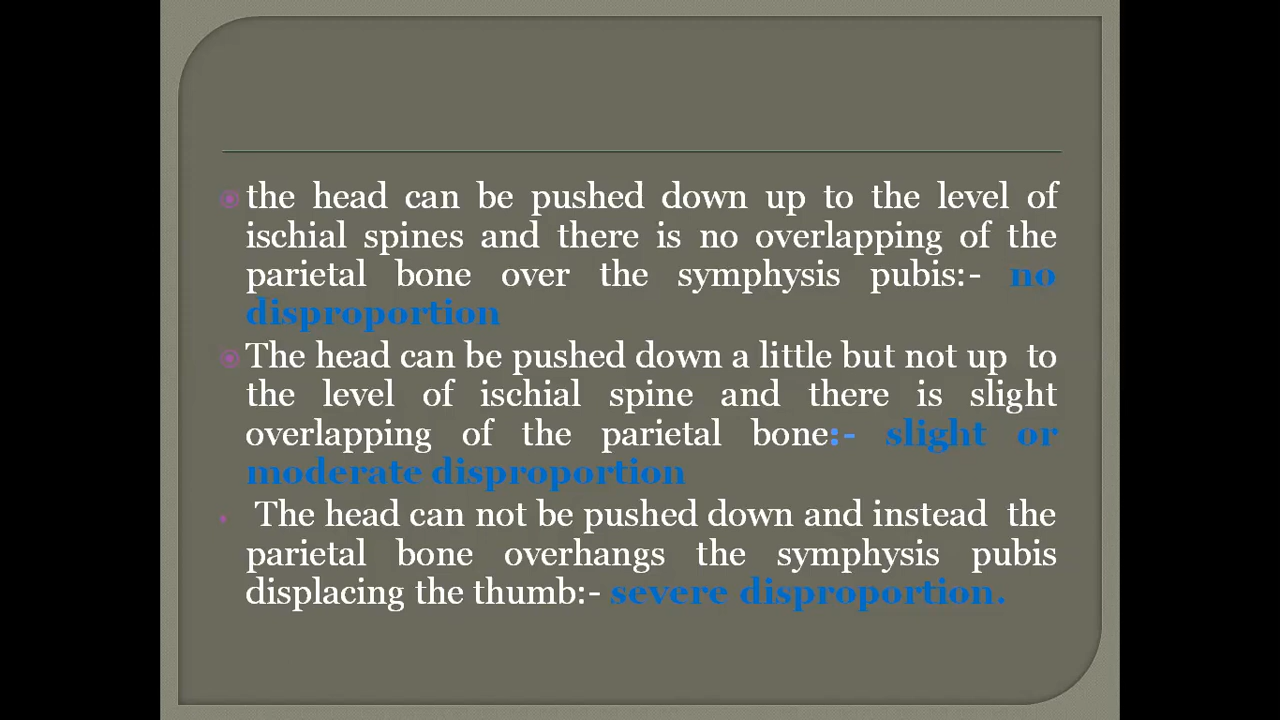 the head can be pushed down up to the level of
ischial spines and there is no overlapping of the
parietal bone over the symphysis pubis:- no
disproportion
The head can be pushed down a little but not up to
the level of ischial spine and there is slight
overlapping of the parietal bone:- slight or
moderate disproportion
The head can not be pushed down and instead the
parietal bone overhangs the symphysis pubis
displacing the thumb:- severe disproportion.